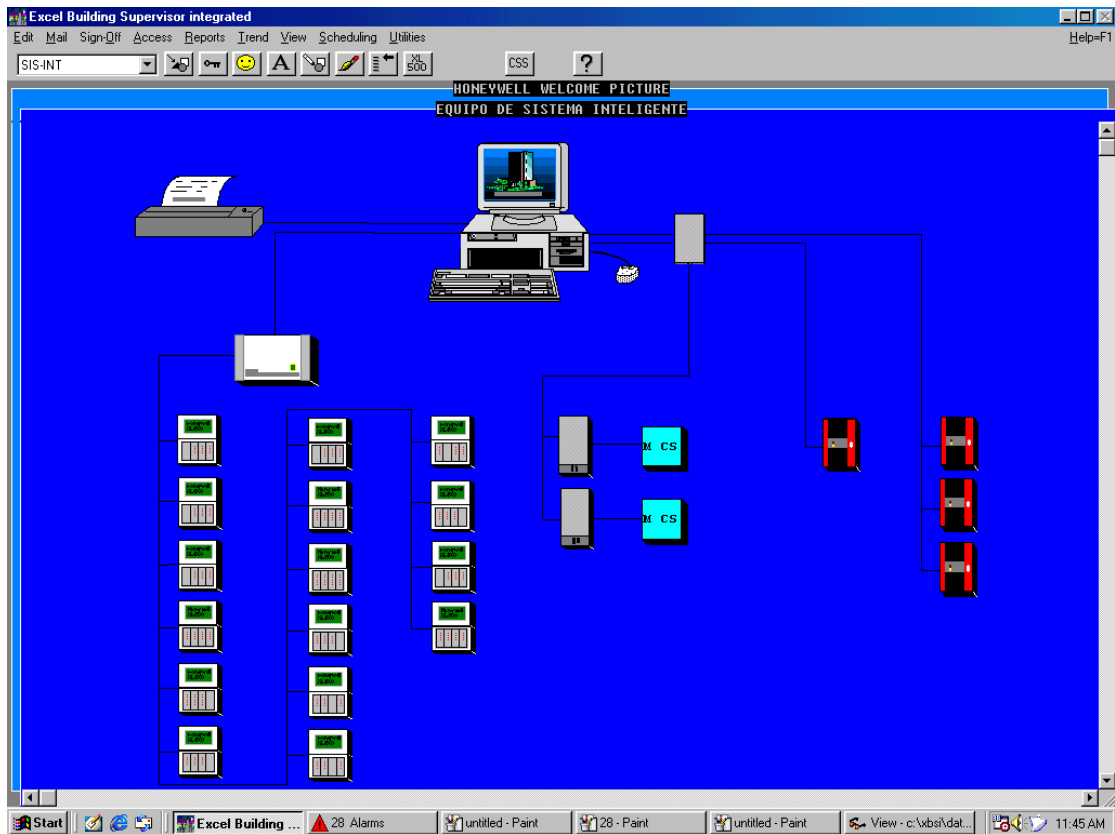 Excel Building Supervisor integrated
Edit Mail Sign-Off Access Reports Trend View Scheduling Utilities Help=F1
SIS-INT A XL 500 CSS ?
HONEYWELL WELCOME PICTURE
EQUIPO DE SISTEMA INTELIGENTE
M CS
M CS
Start Excel Building ... 28 Alarms untitled - Paint 28 - Paint untitled - Paint View - c:\xbsi\dat... 11:45 AM